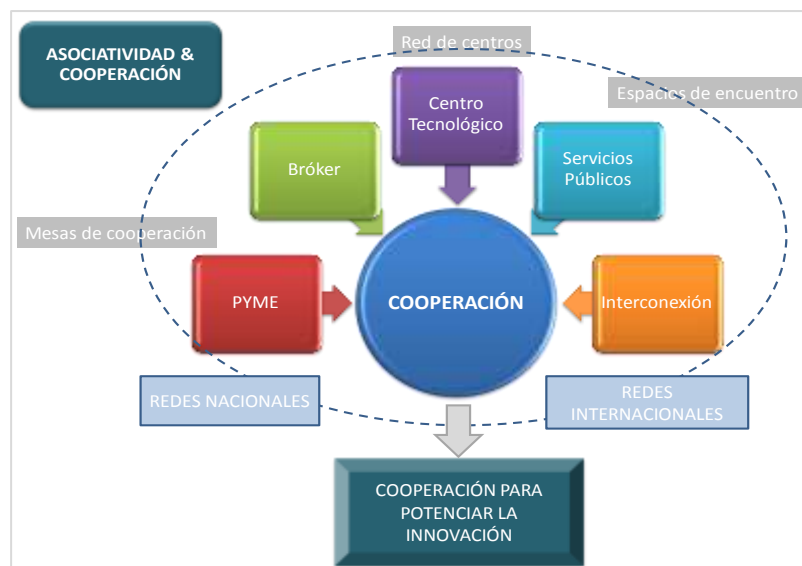 ASOCIATIVIDAD &
COOPERACIÓN
Red de centros
Espacios de encuentro
Centro
Tecnológico
Bróker
Servicios
Públicos
Mesas de cooperación
PYME
COOPERACIÓN
Interconexión
REDES NACIONALES
REDES
INTERNACIONALES
COOPERACIÓN PARA
POTENCIAR LA
INNOVACIÓN